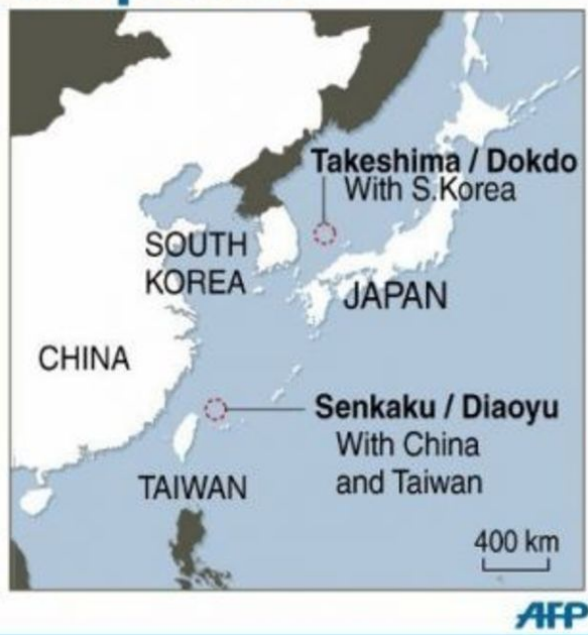 Takeshima / Dokdo
With S.Korea
SOUTH
KOREA
JAPAN
CHINA
Senkaku / Diaoyu
With China
and Taiwan
TAIWAN
400 km
AFP